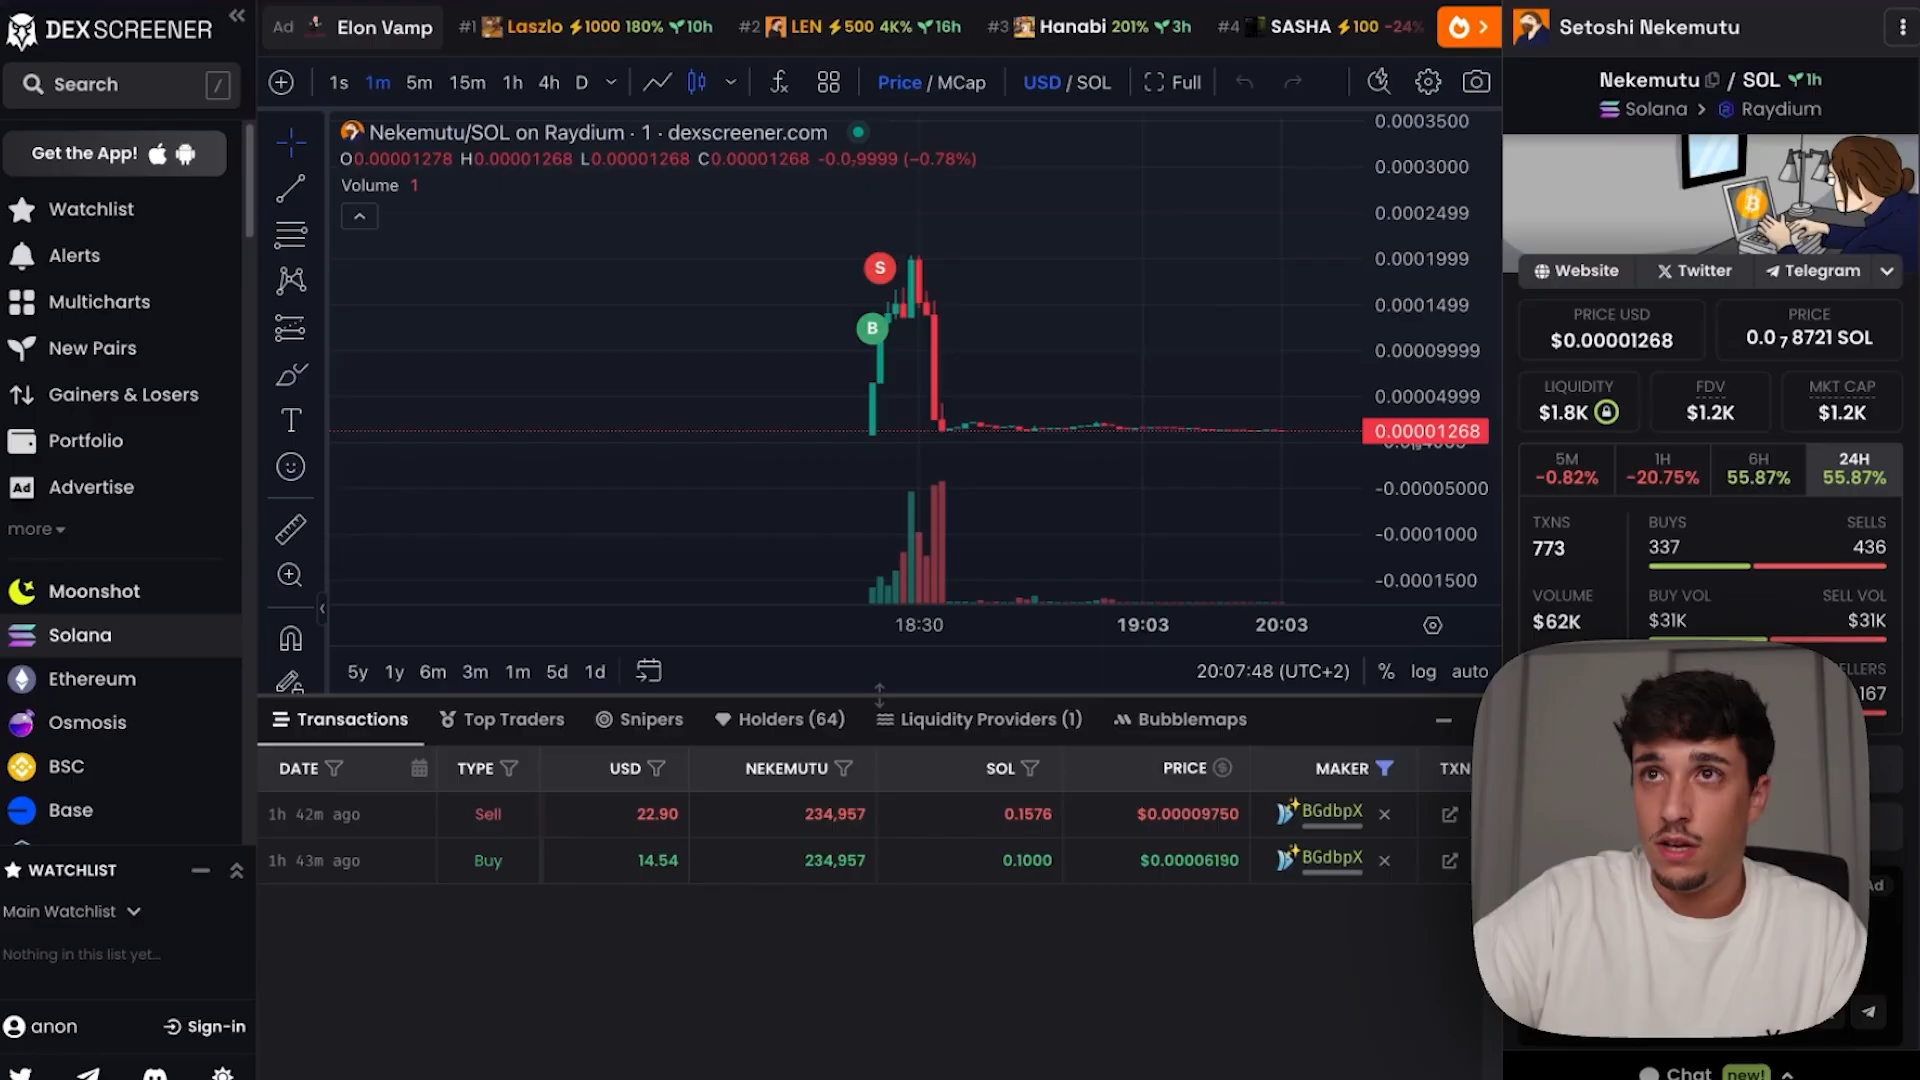 DEX SCREENER
Search /
Get the App!
Watchlist
Alerts
Multicharts
New Pairs
Gainers & Losers
Portfolio
Ad Advertise
more
Moonshot
Solana
Ethereum
Osmosis
BSC
Base
WATCHLIST
Main Watchlist
Nothing in this list yet...
anon Sign-in
Ad Elon Vamp #1 Laszlo 1000 180% 10h #2 LEN 500 4K% 16h #3 Hanabi 201% 3h #4 SASHA 100 -24%
1s 1m 5m 15m 1h 4h D Price / MCap USD / SOL Full
Nekemutu/SOL on Raydium · 1 · dexscreener.com
O0.00001278 H0.00001268 L0.00001268 C0.00001268 -0.0₅9999 (−0.78%)
Volume 1
S
B
0.0003500
0.0003000
0.0002499
0.0001999
0.0001499
0.00009999
0.00004999
0.00001268
-0.00005000
-0.0001000
-0.0001500
18:30 19:03 20:03
5y 1y 6m 3m 1m 5d 1d 20:07:48 (UTC+2) % log auto
Transactions Top Traders Snipers Holders (64) Liquidity Providers (1) Bubblemaps
DATE TYPE USD NEKEMUTU SOL PRICE MAKER TXN
1h 42m ago Sell 22.90 234,957 0.1576 $0.00009750 BGdbpX
1h 43m ago Buy 14.54 234,957 0.1000 $0.00006190 BGdbpX
Setoshi Nekemutu
Nekemutu / SOL 1h
Solana > Raydium
Website Twitter Telegram
PRICE USD
$0.00001268
PRICE
0.0₇8721 SOL
LIQUIDITY
$1.8K
FDV
$1.2K
MKT CAP
$1.2K
5M
-0.82%
1H
-20.75%
6H
55.87%
24H
55.87%
TXNS
773
BUYS
337
SELLS
436
VOLUME
$62K
BUY VOL
$31K
SELL VOL
$31K
167
Chat new!